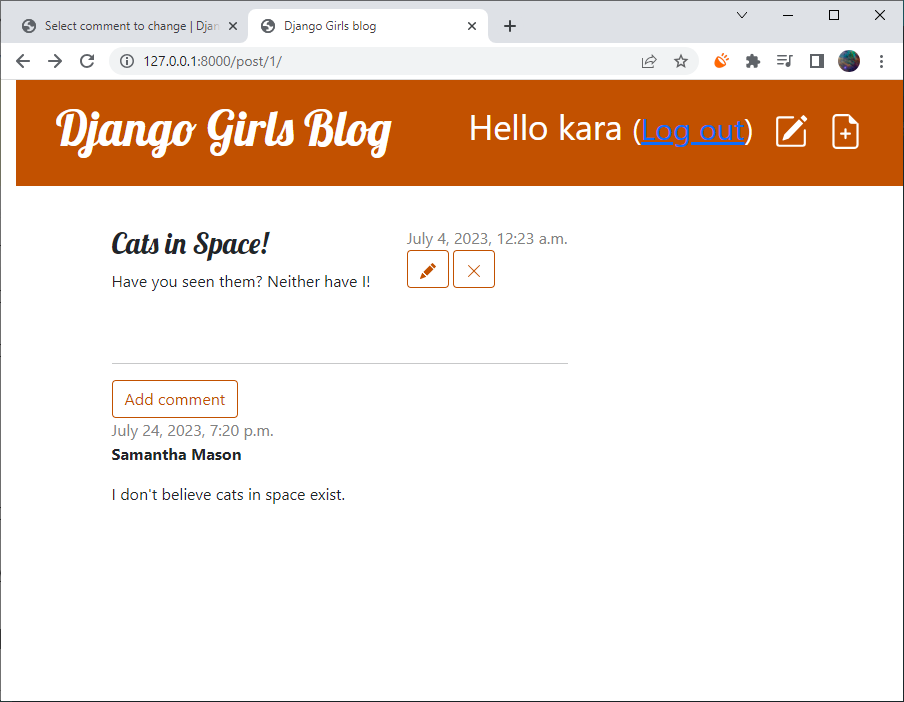 Select comment to change | Djan
Django Girls blog
127.0.0.1:8000/post/1/
Django Girls Blog
Hello kara (Log out)
Cats in Space!
July 4, 2023, 12:23 a.m.
Have you seen them? Neither have I!
Add comment
July 24, 2023, 7:20 p.m.
Samantha Mason
I don't believe cats in space exist.